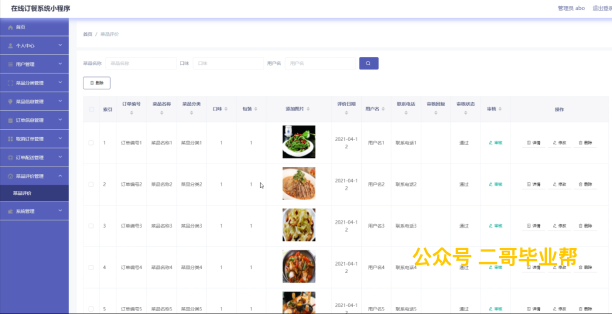 在线订餐系统小程序
管理员 abo 退出登录
首页
个人中心
用户管理
菜品分类管理
菜品信息管理
订单信息管理
取消订单管理
订单配送管理
菜品评价管理
菜品评价
系统管理
首页 / 菜品评价
菜品名称 菜品名称 口味 口味 用户名 用户名
删除
索引 订单编号 菜品名称 菜品分类 口味 包装 添加图片 评价日期 用户名 联系电话 审核回复 审核状态 审核 操作
1 订单编号1 菜品名称1 菜品分类1 1 1 2021-04-12 用户名1 联系电话1 通过 审核 详情 修改 删除
2 订单编号2 菜品名称2 菜品分类2 1 1 2021-04-12 用户名2 联系电话2 通过 审核 详情 修改 删除
3 订单编号3 菜品名称3 菜品分类3 1 1 2021-04-12 用户名3 联系电话3 通过 审核 详情 修改 删除
公众号 二哥毕业帮
4 订单编号4 菜品名称4 菜品分类4 1 1 2021-04-12 用户名4 联系电话4 通过 审核 详情 修改 删除
5 订单编号5 菜品名称5 菜品分类5 1 1 2021-04-1 用户名5 联系电话5 通过 审核 详情 修改 删除